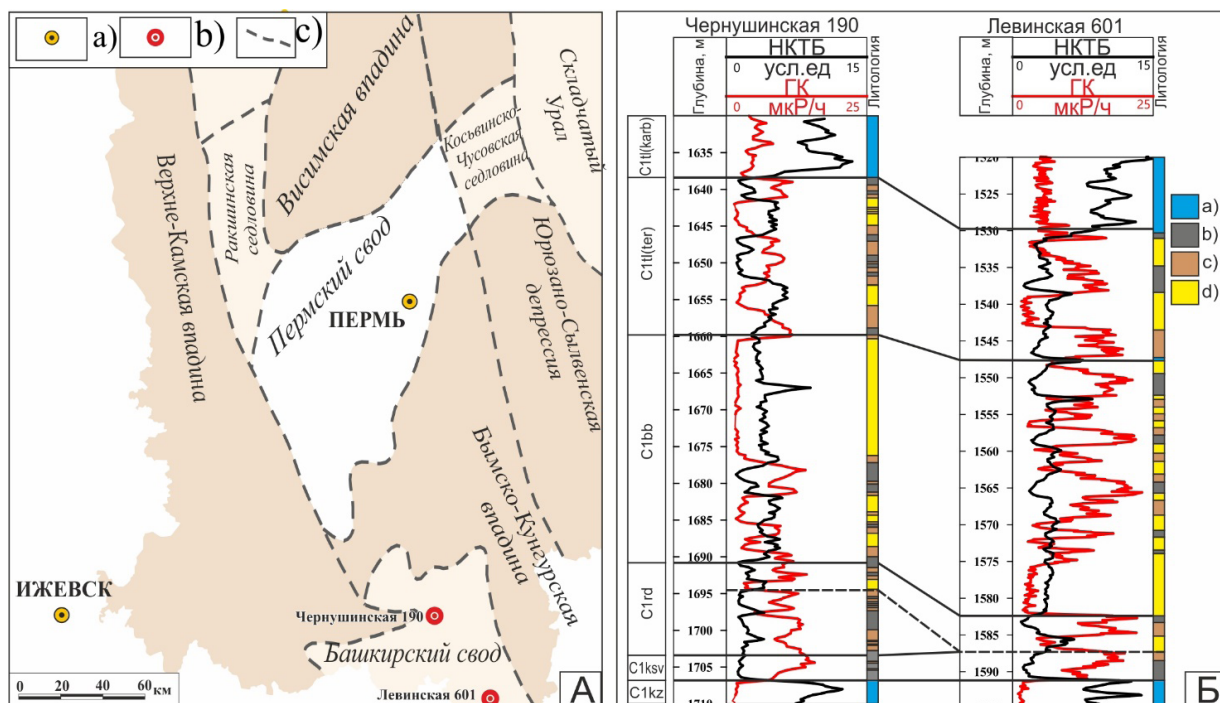 a)
b)
c)
Верхне-Камская впадина
Ракшинская
седловина
Висимская впадина
Косьвинско-
Чусовская
седловина
Складчатый
Урал
Пермский свод
ПЕРМЬ
Юрюзано-Сылвенская
депрессия
Бымско-Кунгурская
впадина
ИЖЕВСК
Чернушинская 190
Башкирский свод
Левинская 601
0 20 40 60 км
А
Чернушинская 190
Глубина, м
НКТБ
0 усл.ед 15
ГК
0 мкР/ч 25
Литология
C1tl(karb)
C1tl(ter)
C1bb
C1rd
C1ksv
C1kz
1635
1640
1645
1650
1655
1660
1665
1670
1675
1680
1685
1690
1695
1700
1705
1710
Левинская 601
Глубина, м
НКТБ
0 усл.ед 15
ГК
0 мкР/ч 25
Литология
1520
1525
1530
1535
1540
1545
1550
1555
1560
1565
1570
1575
1580
1585
1590
a)
b)
c)
d)
Б